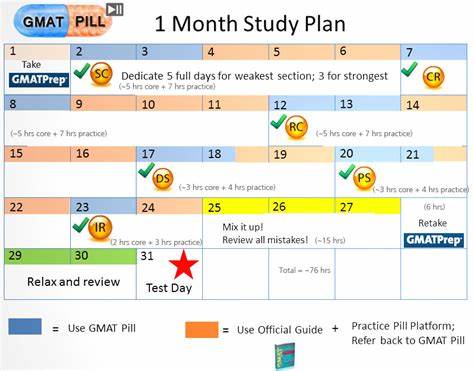 GMAT PILL
1 Month Study Plan
1 2 3 4 5 6 7
Take
GMATPrep
SC
Dedicate 5 full days for weakest section; 3 for strongest
(~5 hrs core + 7 hrs practice)
CR
8 9 10 11 12 13 14
(~5 hrs core + 7 hrs practice)
RC
(~5 hrs core + 7 hrs practice)
15 16 17 18 19 20 21
DS
(~3 hrs core + 4 hrs practice)
PS
(~3 hrs core + 4 hrs practice)
22 23 24 25 26 27 (6 hrs)
IR
(2 hrs core + 3 hrs practice)
Mix it up!
Review all mistakes! (~15 hrs)
Retake
GMATPrep
29 30 31
Relax and review
Test Day
Total = ~76 hrs
= Use GMAT Pill
= Use Official Guide + Practice Pill Platform;
Refer back to GMAT Pill
GMAT